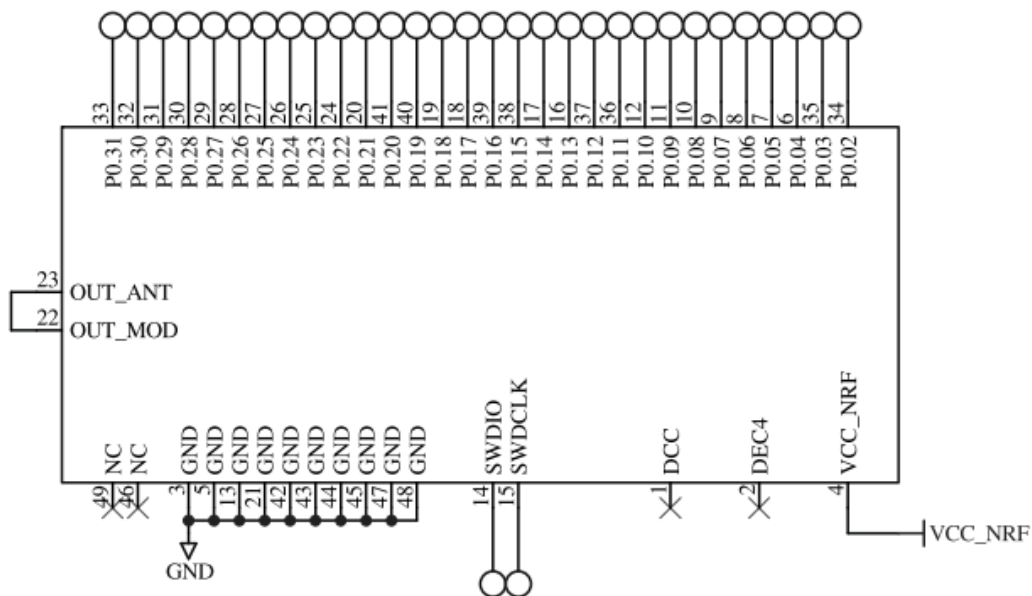 33 32 31 30 29 28 27 26 25 24 20 41 40 19 18 39 38 17 16 37 36 12 11 10 9 8 7 6 35 34
P0.31 P0.30 P0.29 P0.28 P0.27 P0.26 P0.25 P0.24 P0.23 P0.22 P0.21 P0.20 P0.19 P0.18 P0.17 P0.16 P0.15 P0.14 P0.13 P0.12 P0.11 P0.10 P0.09 P0.08 P0.07 P0.06 P0.05 P0.04 P0.03 P0.02
23 OUT_ANT
22 OUT_MOD
NC NC GND GND GND GND GND GND GND GND GND GND SWDIO SWDCLK DCC DEC4 VCC_NRF
49 46 3 5 13 21 42 43 44 45 47 48 14 15 1 2 4
VCC_NRF
GND